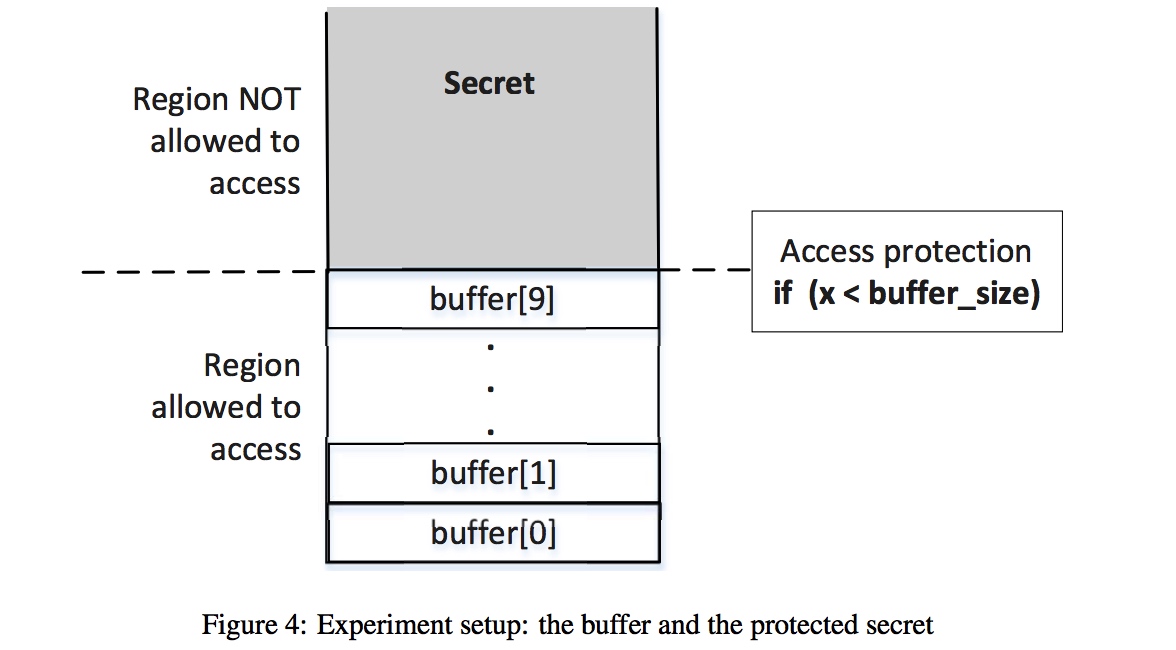 Secret
Region NOT
allowed to
access
Access protection
if (x < buffer_size)
buffer[9]
.
.
.
Region
allowed to
access
buffer[1]
buffer[0]
Figure 4: Experiment setup: the buffer and the protected secret